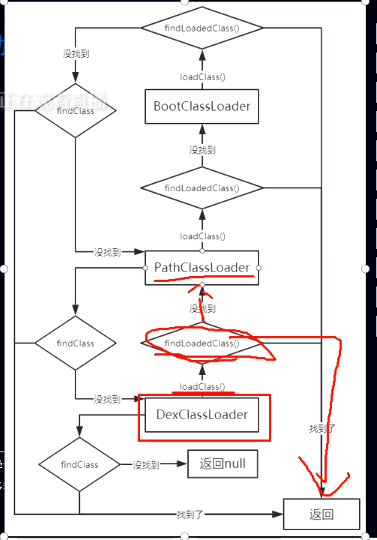 findLoadedClass()
没找到
loadClass()
findClass
BootClassLoader
没找到
findLoadedClass()
loadClass()
没找到
PathClassLoader
没找到
findClass
findLoadedClass()
没找到
loadClass()
DexClassLoader
找到了
findClass
没找到
返回null
找到了
返回